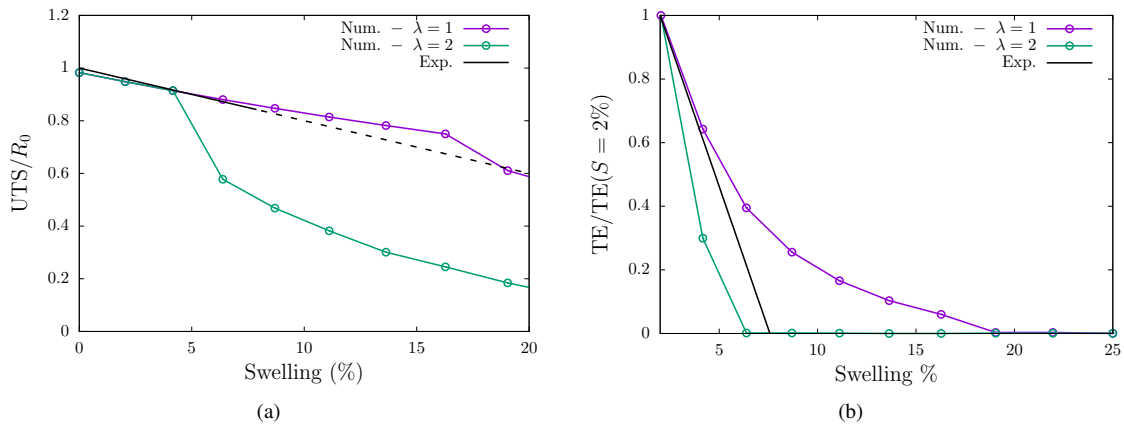 1.2
1
0.8
0.6
0.4
0.2
0
UTS/R₀
0 5 10 15 20
Swelling (%)
Num. − λ = 1
Num. − λ = 2
Exp.
(a)
1
0.8
0.6
0.4
0.2
0
TE/TE(S = 2%)
5 10 15 20 25
Swelling %
Num. − λ = 1
Num. − λ = 2
Exp.
(b)